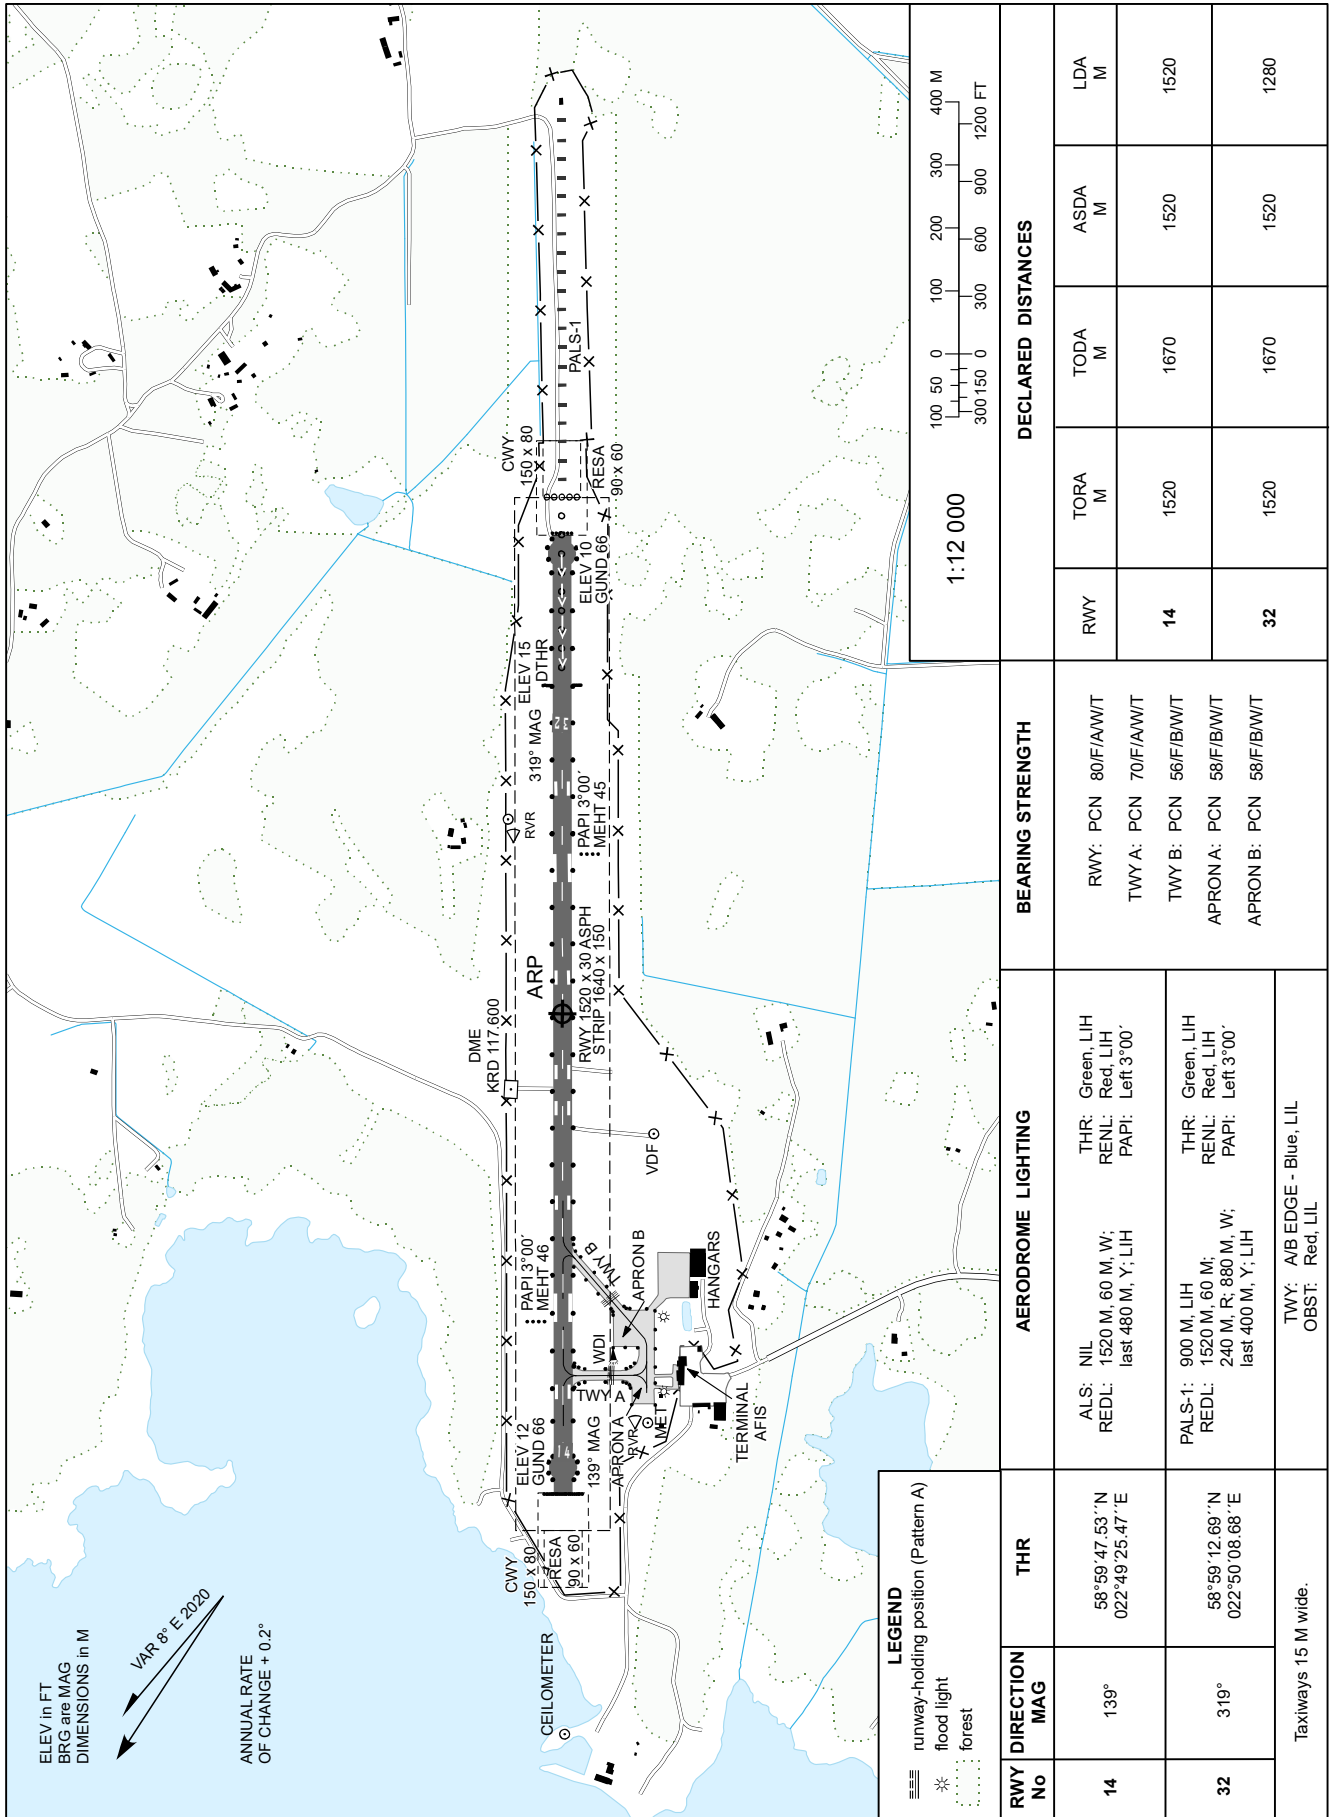 ELEV in FT
BRG are MAG
DIMENSIONS in M
VAR 8° E 2020
ANNUAL RATE
OF CHANGE + 0.2°
CEILOMETER
CWY
150 x 80
RESA
90 x 60
ELEV 12
GUND 66
139° MAG
14
APRON A
RVR
MET
TWY A
WDI
PAPI 3°00´
MEHT 46
TWY B
APRON B
HANGARS
TERMINAL
AFIS
VDF
DME
KRD 117.600
ARP
RWY 1520 x 30 ASPH
STRIP 1640 x 150
RVR
PAPI 3°00´
MEHT 45
319° MAG
32
ELEV 15
DTHR
ELEV 10
GUND 66
CWY
150 x 80
RESA
90 x 60
PALS-1
LEGEND
runway-holding position (Pattern A)
flood light
forest
1:12 000
100 50 0 100 200 300 400 M
300 150 0 300 600 900 1200 FT
RWY No
DIRECTION MAG
THR
14
139°
58°59´47.53´´N
022°49´25.47´´E
32
319°
58°59´12.69´´N
022°50´08.68´´E
Taxiways 15 M wide.
AERODROME LIGHTING
ALS: NIL
REDL: 1520 M, 60 M, W;
last 480 M, Y; LIH
THR: Green, LIH
RENL: Red, LIH
PAPI: Left 3°00´
PALS-1: 900 M, LIH
REDL: 1520 M, 60 M;
240 M, R; 880 M, W;
last 400 M, Y; LIH
THR: Green, LIH
RENL: Red, LIH
PAPI: Left 3°00´
TWY: A/B EDGE - Blue, LIL
OBST: Red, LIL
BEARING STRENGTH
RWY: PCN 80/F/A/W/T
TWY A: PCN 70/F/A/W/T
TWY B: PCN 56/F/B/W/T
APRON A: PCN 58/F/B/W/T
APRON B: PCN 58/F/B/W/T
DECLARED DISTANCES
RWY
TORA M
TODA M
ASDA M
LDA M
14 1520 1670 1520 1520
32 1520 1670 1520 1280